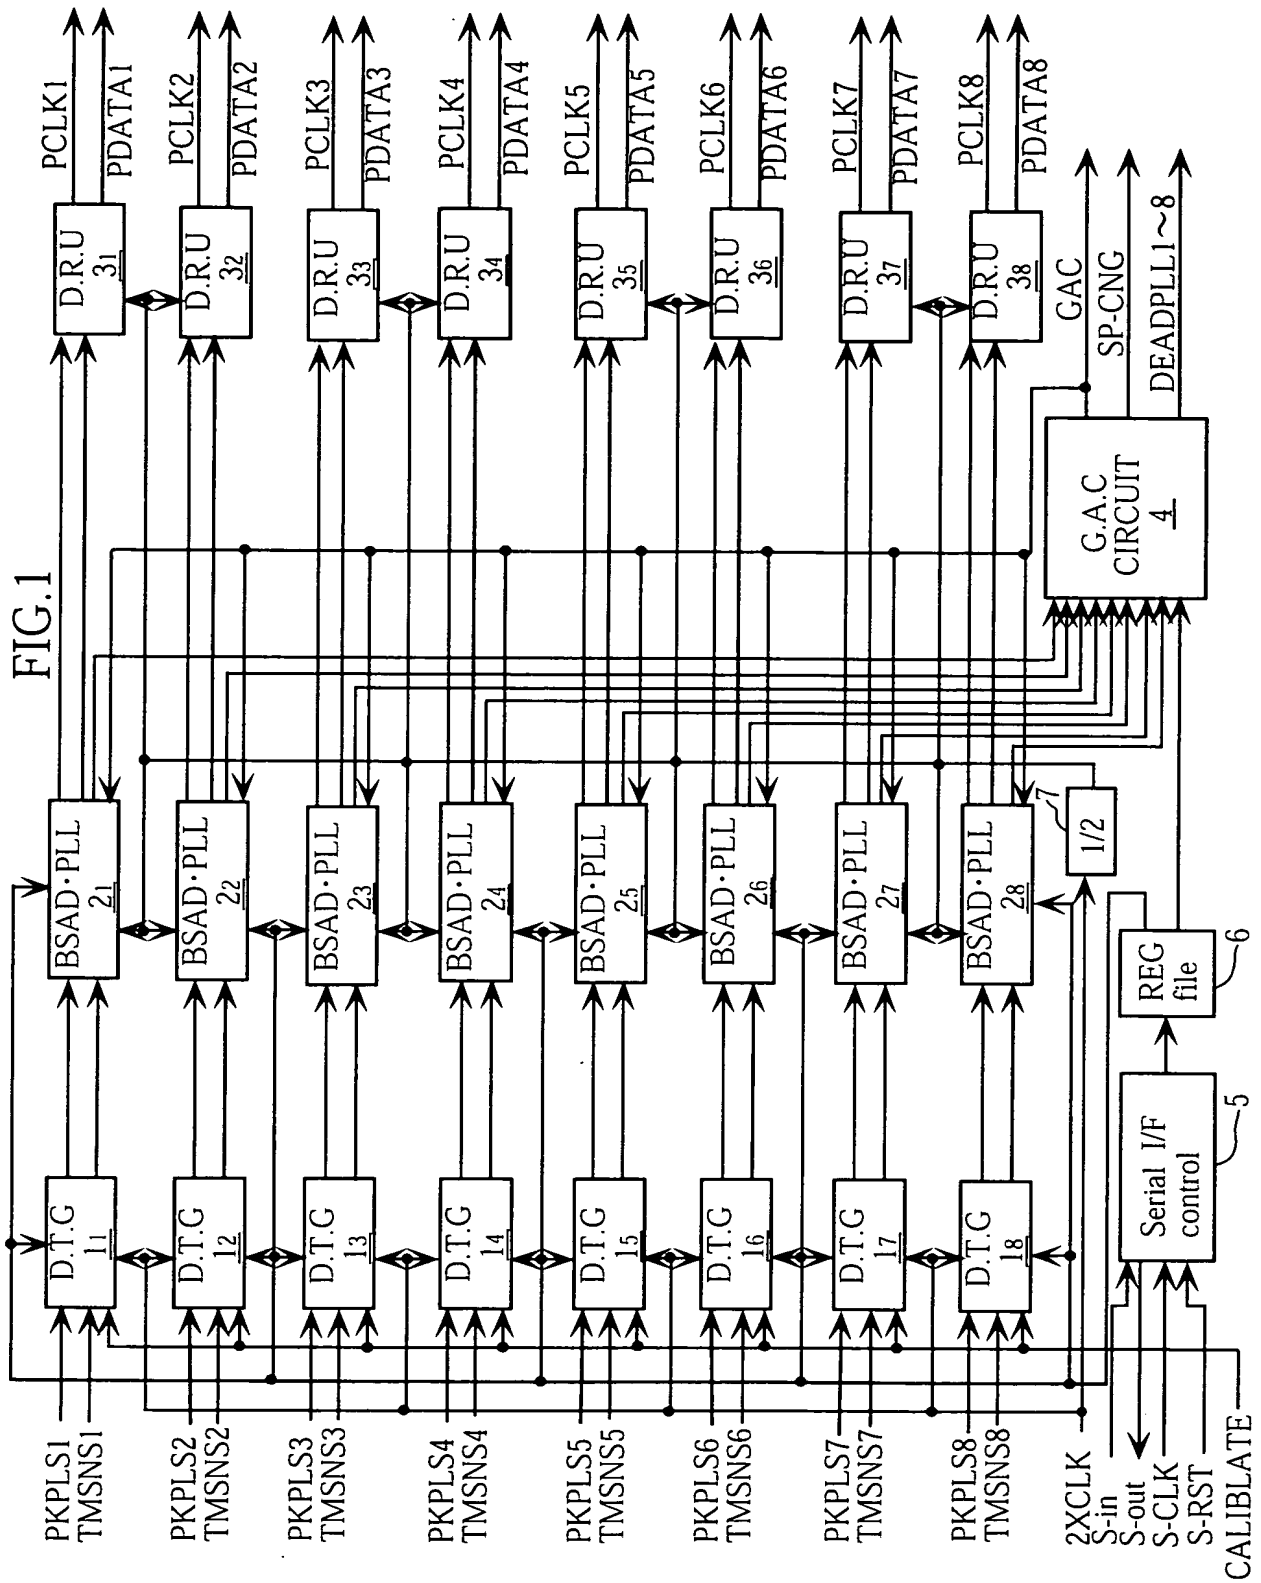 FIG.1
PKPLS1
TMSNS1
D.T.G
11
BSAD·PLL
21
D.R.U
31
PCLK1
PDATA1
PKPLS2
TMSNS2
D.T.G
12
BSAD·PLL
22
D.R.U
32
PCLK2
PDATA2
PKPLS3
TMSNS3
D.T.G
13
BSAD·PLL
23
D.R.U
33
PCLK3
PDATA3
PKPLS4
TMSNS4
D.T.G
14
BSAD·PLL
24
D.R.U
34
PCLK4
PDATA4
PKPLS5
TMSNS5
D.T.G
15
BSAD·PLL
25
D.R.U
35
PCLK5
PDATA5
PKPLS6
TMSNS6
D.T.G
16
BSAD·PLL
26
D.R.U
36
PCLK6
PDATA6
PKPLS7
TMSNS7
D.T.G
17
BSAD·PLL
27
D.R.U
37
PCLK7
PDATA7
PKPLS8
TMSNS8
D.T.G
18
BSAD·PLL
28
D.R.U
38
PCLK8
PDATA8
2XCLK
S-in
S-out
S-CLK
S-RST
CALIBLATE
Serial I/F
control
5
REG
file
6
1/2
7
G.A.C
CIRCUIT
4
GAC
SP-CNG
DEADPLL1~8